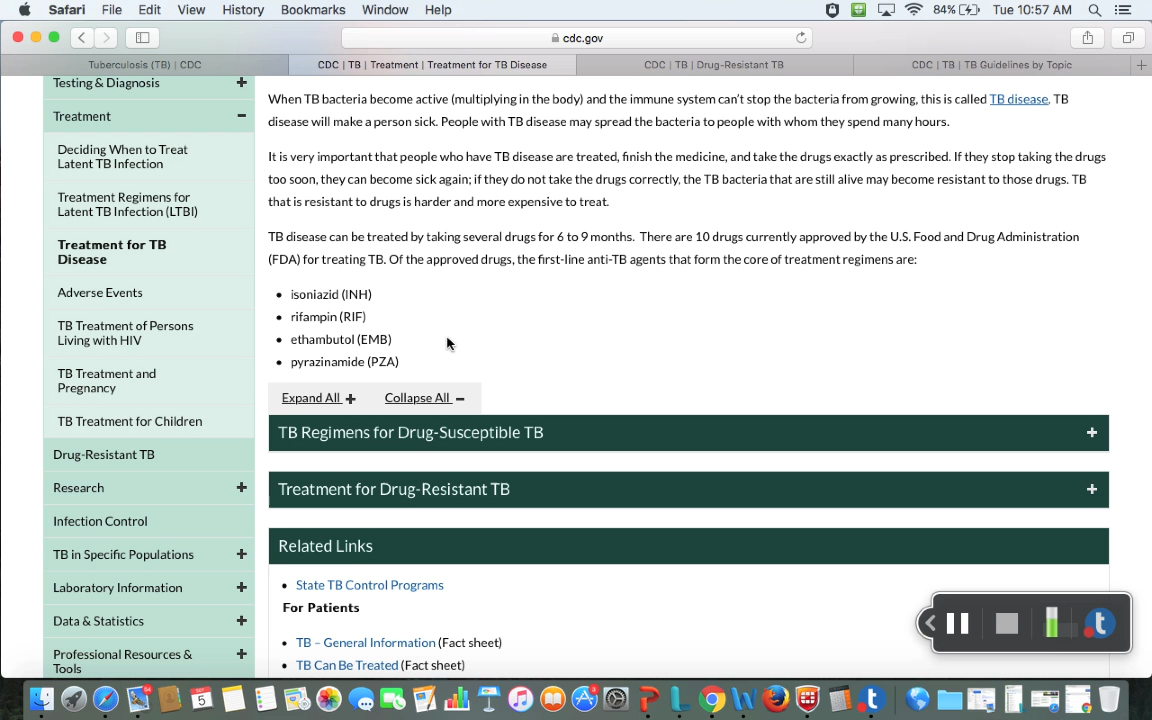 Safari File Edit View History Bookmarks Window Help 84% Tue 10:57 AM
cdc.gov
Tuberculosis (TB) | CDC CDC | TB | Treatment | Treatment for TB Disease CDC | TB | Drug-Resistant TB CDC | TB | TB Guidelines by Topic
Testing & Diagnosis +
Treatment −
Deciding When to Treat
Latent TB Infection
Treatment Regimens for
Latent TB Infection (LTBI)
Treatment for TB
Disease
Adverse Events
TB Treatment of Persons
Living with HIV
TB Treatment and
Pregnancy
TB Treatment for Children
Drug-Resistant TB
Research +
Infection Control
TB in Specific Populations +
Laboratory Information +
Data & Statistics +
Professional Resources & +
Tools
When TB bacteria become active (multiplying in the body) and the immune system can't stop the bacteria from growing, this is called TB disease. TB
disease will make a person sick. People with TB disease may spread the bacteria to people with whom they spend many hours.
It is very important that people who have TB disease are treated, finish the medicine, and take the drugs exactly as prescribed. If they stop taking the drugs
too soon, they can become sick again; if they do not take the drugs correctly, the TB bacteria that are still alive may become resistant to those drugs. TB
that is resistant to drugs is harder and more expensive to treat.
TB disease can be treated by taking several drugs for 6 to 9 months. There are 10 drugs currently approved by the U.S. Food and Drug Administration
(FDA) for treating TB. Of the approved drugs, the first-line anti-TB agents that form the core of treatment regimens are:
• isoniazid (INH)
• rifampin (RIF)
• ethambutol (EMB)
• pyrazinamide (PZA)
Expand All + Collapse All −
TB Regimens for Drug-Susceptible TB +
Treatment for Drug-Resistant TB +
Related Links
• State TB Control Programs
For Patients
• TB – General Information (Fact sheet)
• TB Can Be Treated (Fact sheet)